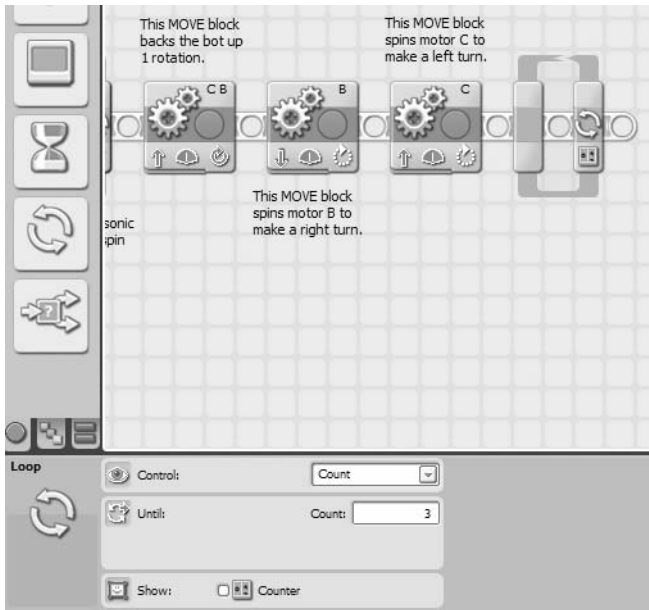 This MOVE block
backs the bot up
1 rotation.
This MOVE block
spins motor C to
make a left turn.
C B
B
C
This MOVE block
spins motor B to
make a right turn.
sonic
spin
?
Loop
Control:
Count
Until:
Count:
3
Show:
Counter